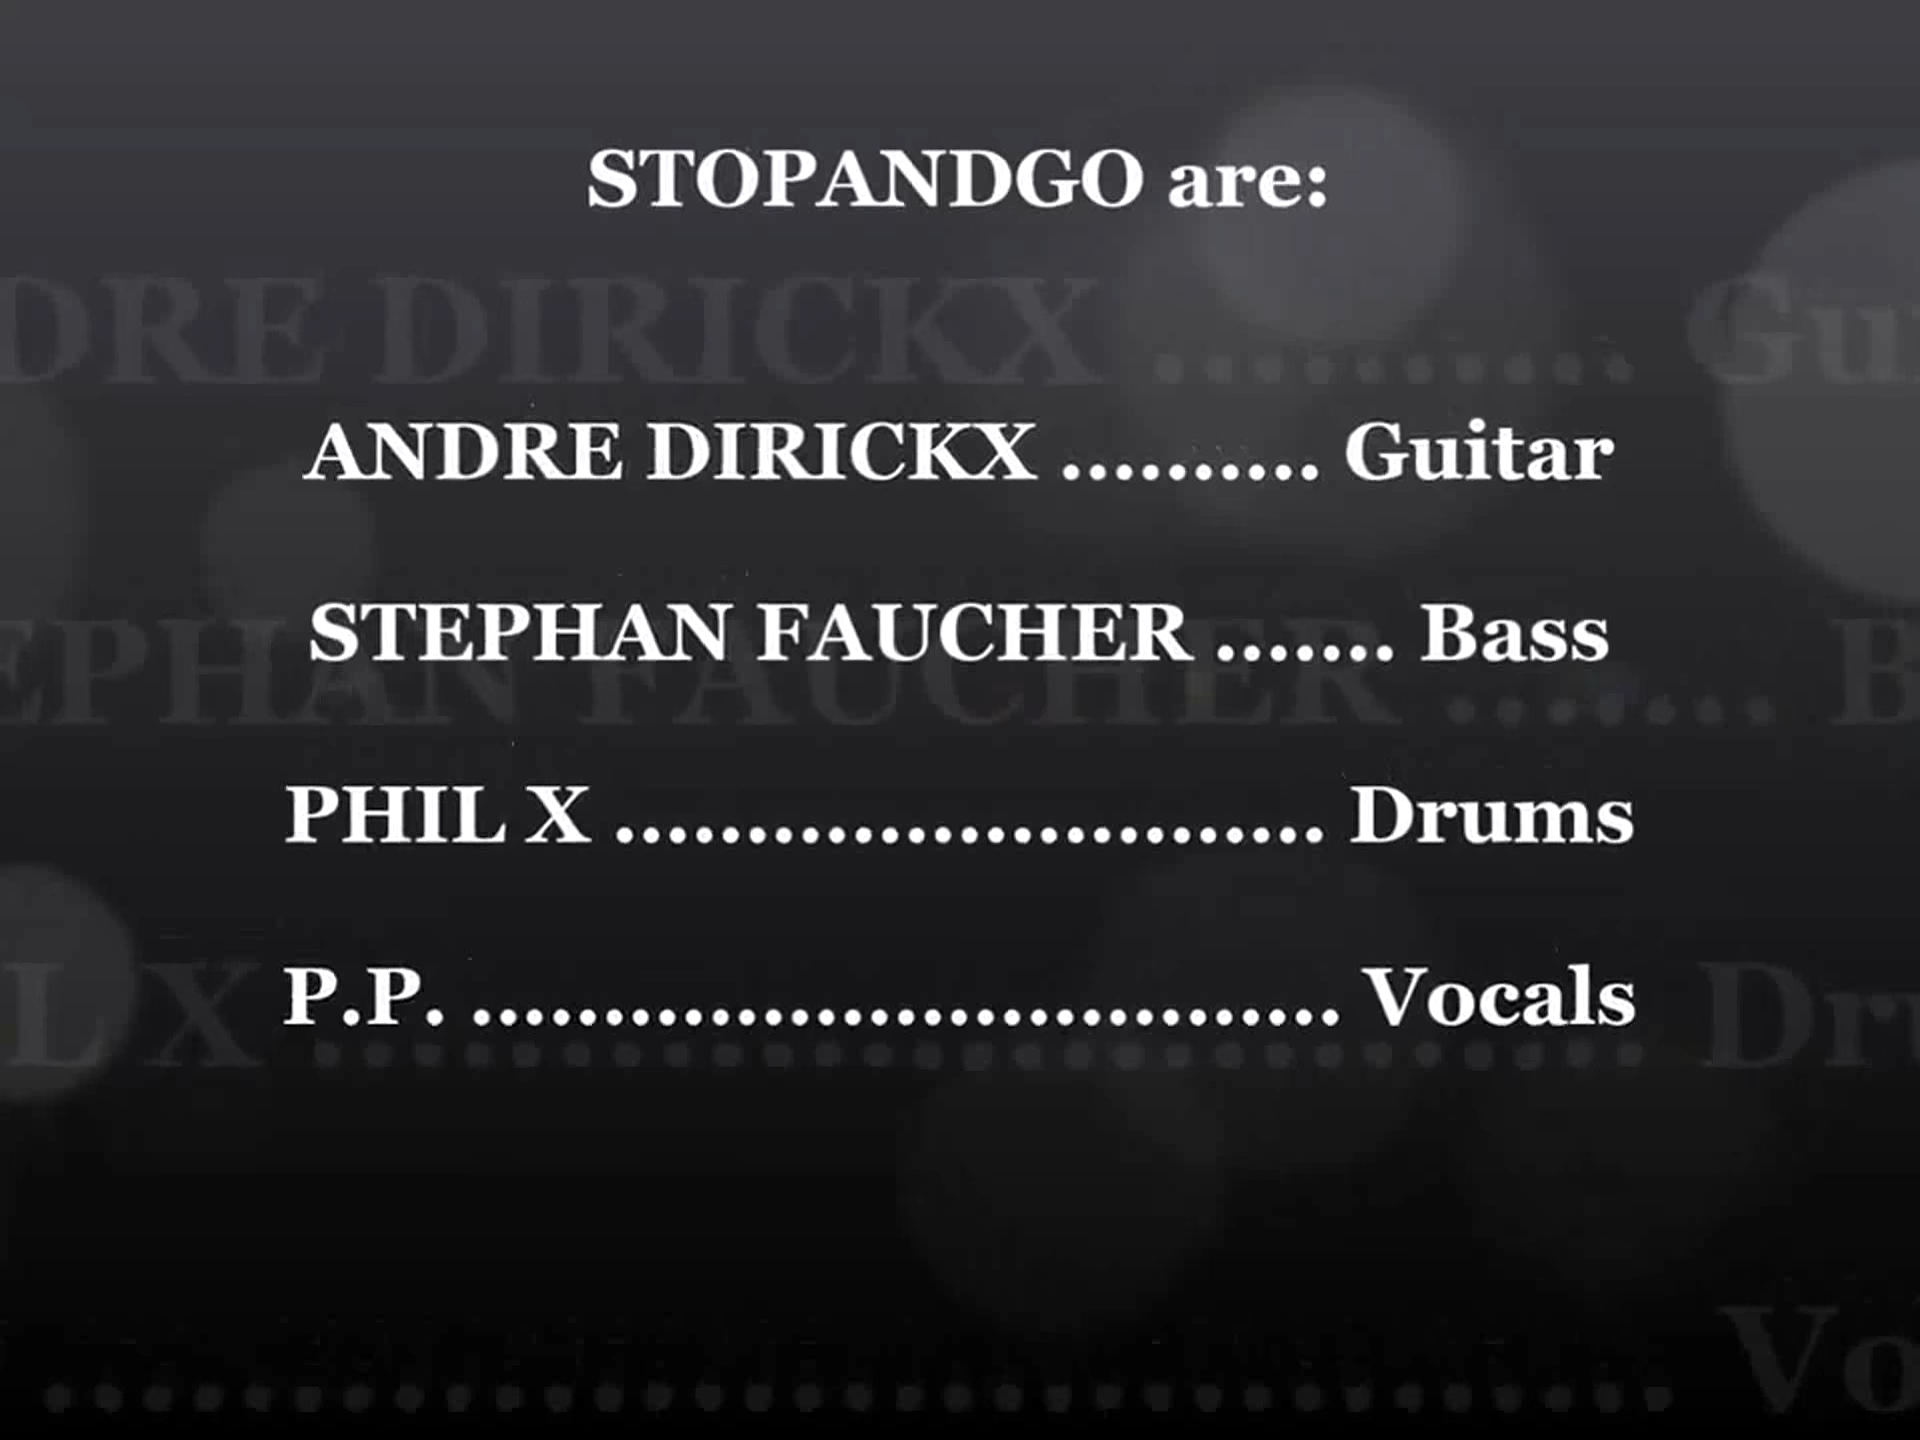 STOPANDGO are:
ANDRE DIRICKX .......... Guitar
STEPHAN FAUCHER ....... Bass
PHIL X ........................... Drums
P.P. ................................. Vocals